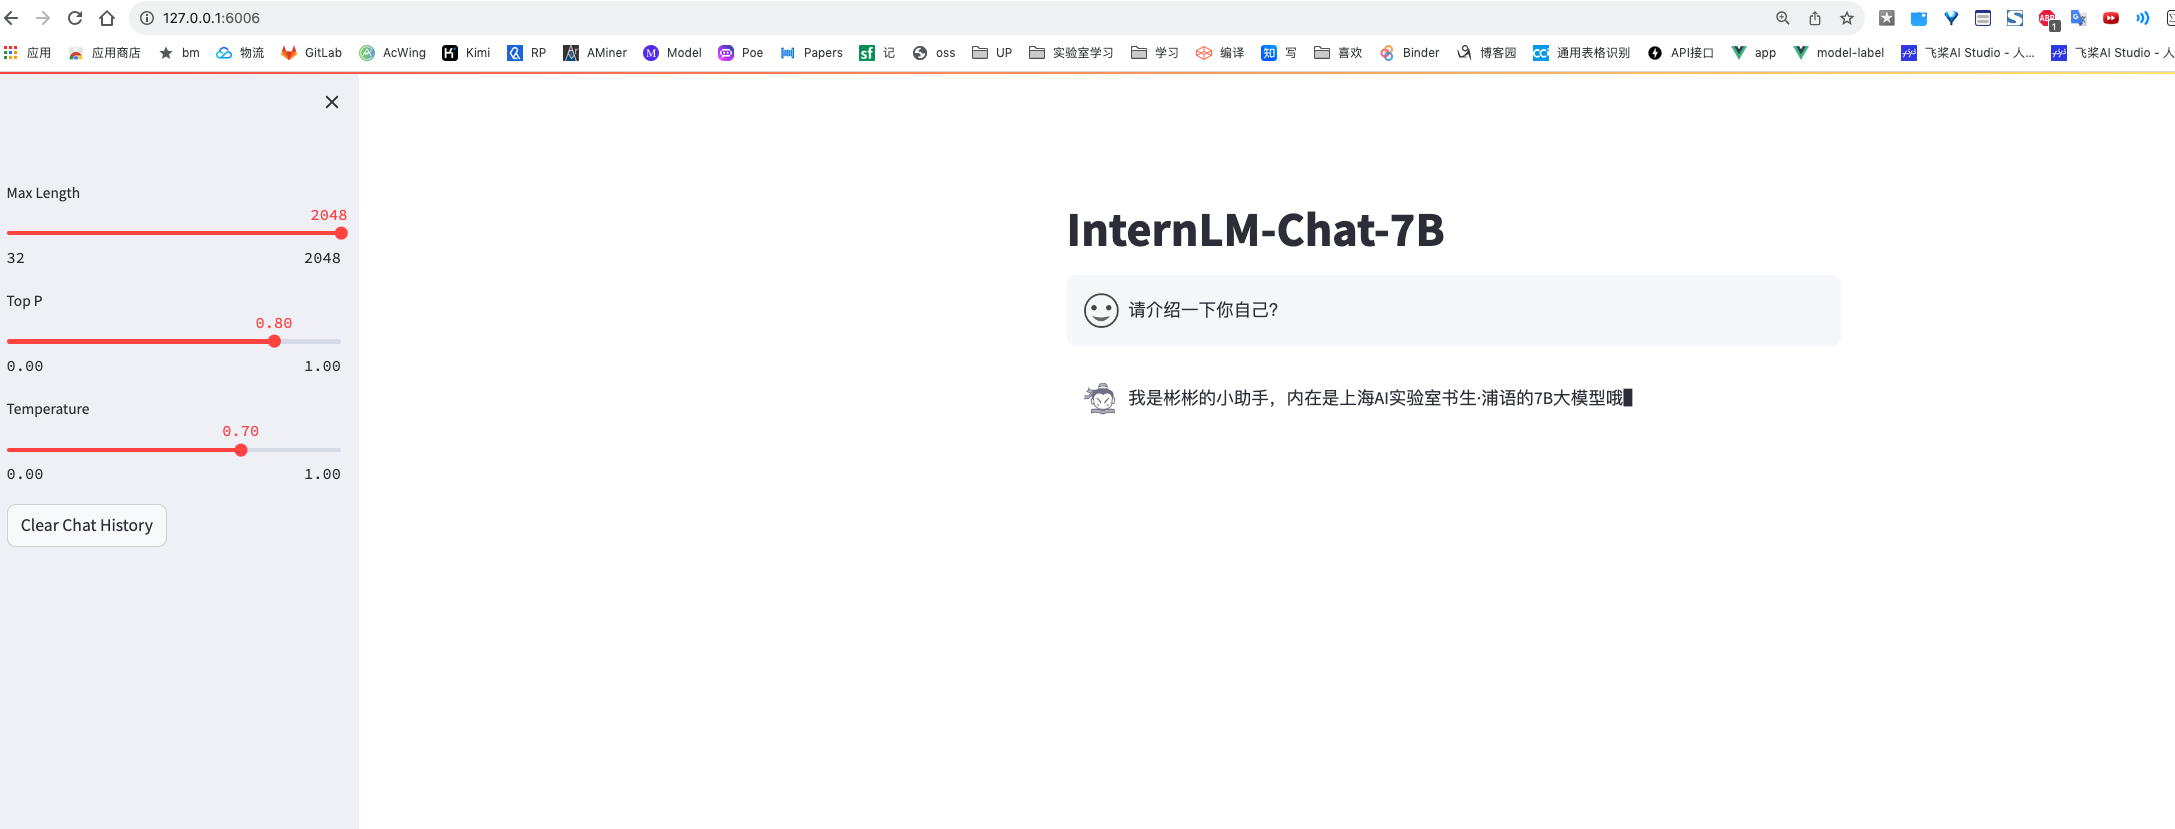 127.0.0.1:6006
应用 应用商店 bm 物流 GitLab AcWing Kimi RP AMiner Model Poe Papers 记 oss UP 实验室学习 学习 编译 写 喜欢 Binder 博客园 通用表格识别 API接口 app model-label 飞桨AI Studio - 人... 飞桨AI Studio - 人
Max Length
2048
32 2048
Top P
0.80
0.00 1.00
Temperature
0.70
0.00 1.00
Clear Chat History
InternLM-Chat-7B
请介绍一下你自己?
我是彬彬的小助手，内在是上海AI实验室书生·浦语的7B大模型哦